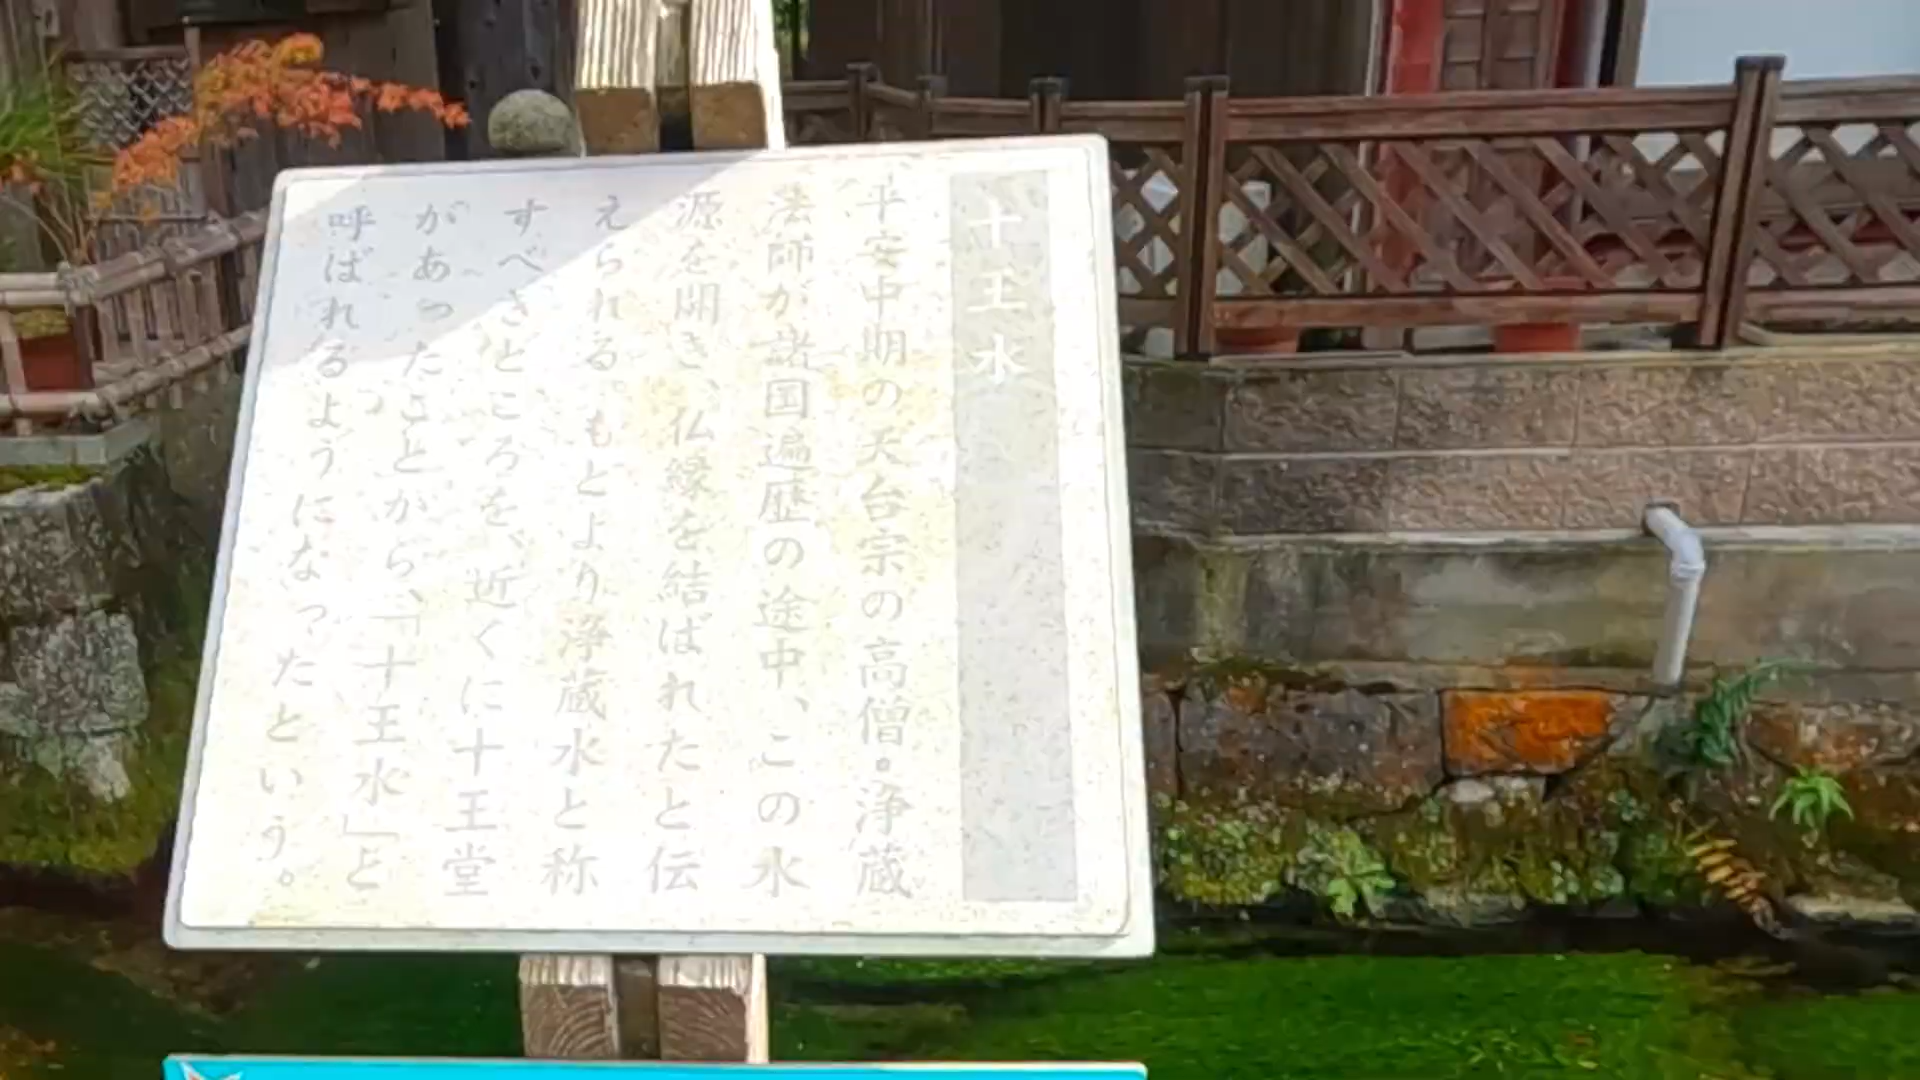 十王水
平安中期の天台宗の高僧・浄蔵
法師が諸国遍歴の途中、この水
源を開き、仏縁を結ばれたと伝
えられる。もとより浄蔵水と称
すべきところを、近くに十王堂
があったことから、「十王水」と
呼ばれるようになったという。